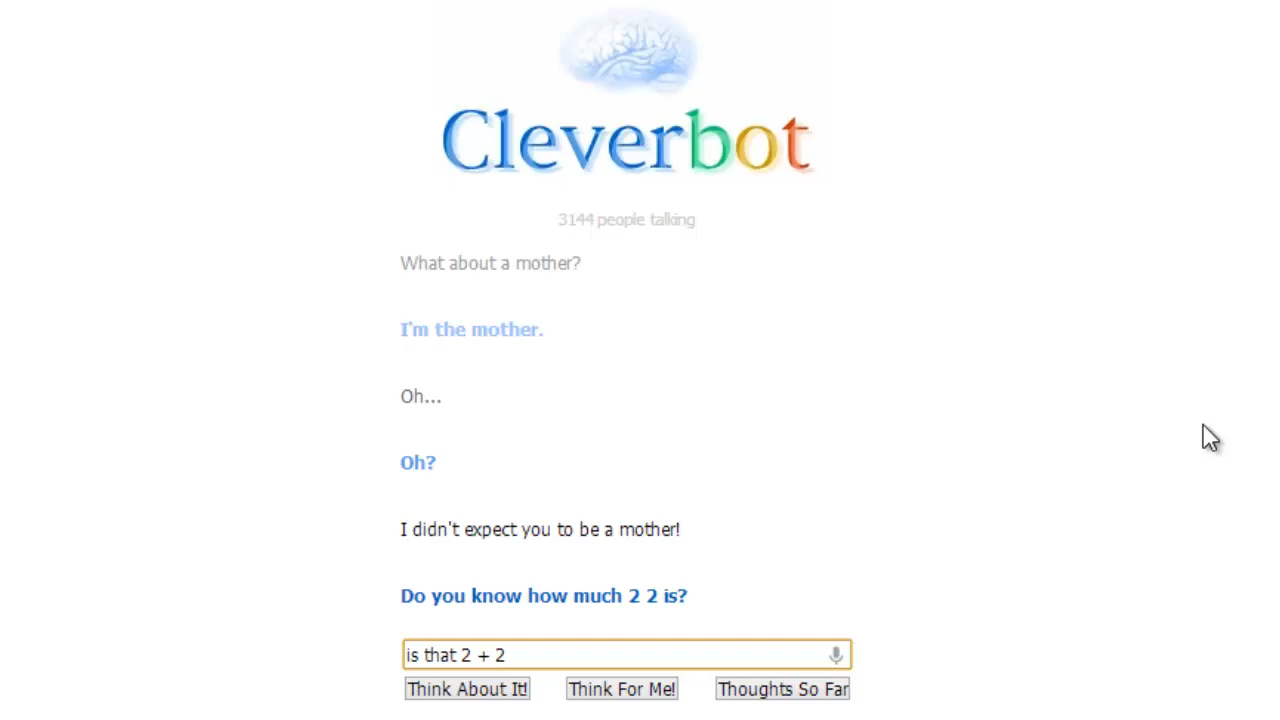 Cleverbot
3144 people talking
What about a mother?
I'm the mother.
Oh...
Oh?
I didn't expect you to be a mother!
Do you know how much 2 2 is?
is that 2 + 2
Think About It! Think For Me! Thoughts So Far